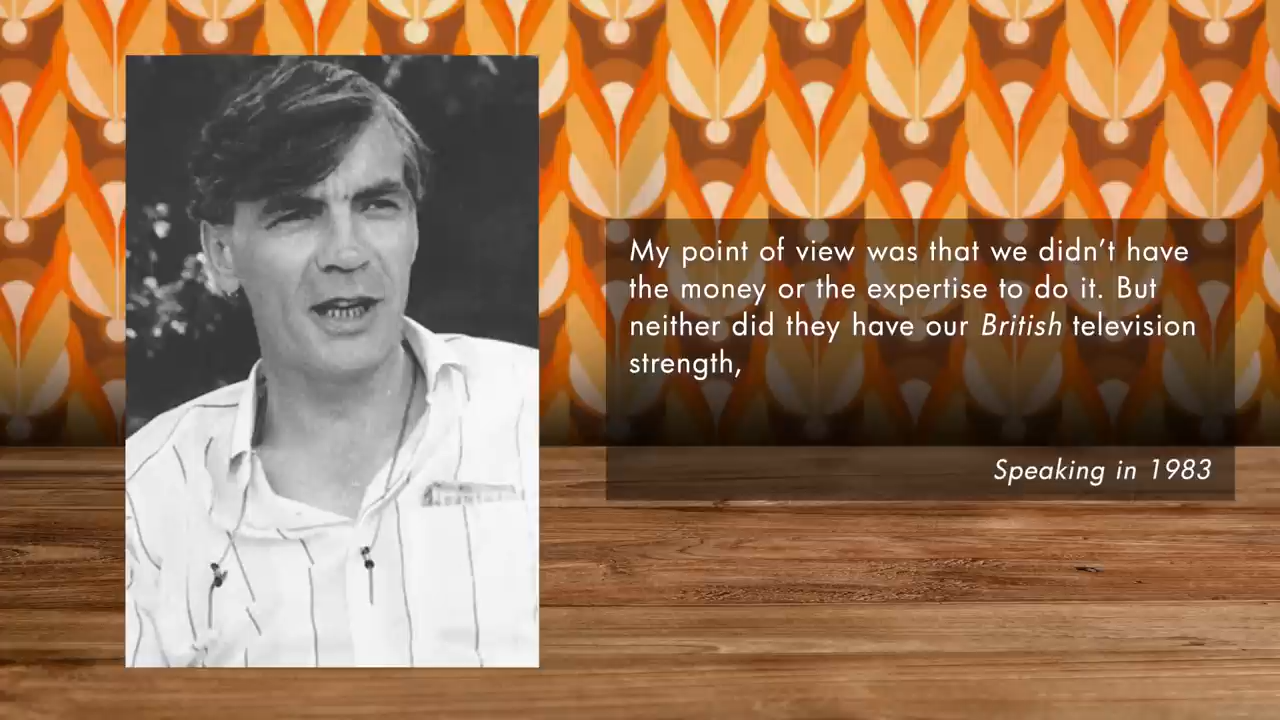 My point of view was that we didn’t have
the money or the expertise to do it. But
neither did they have our British television
strength,
Speaking in 1983